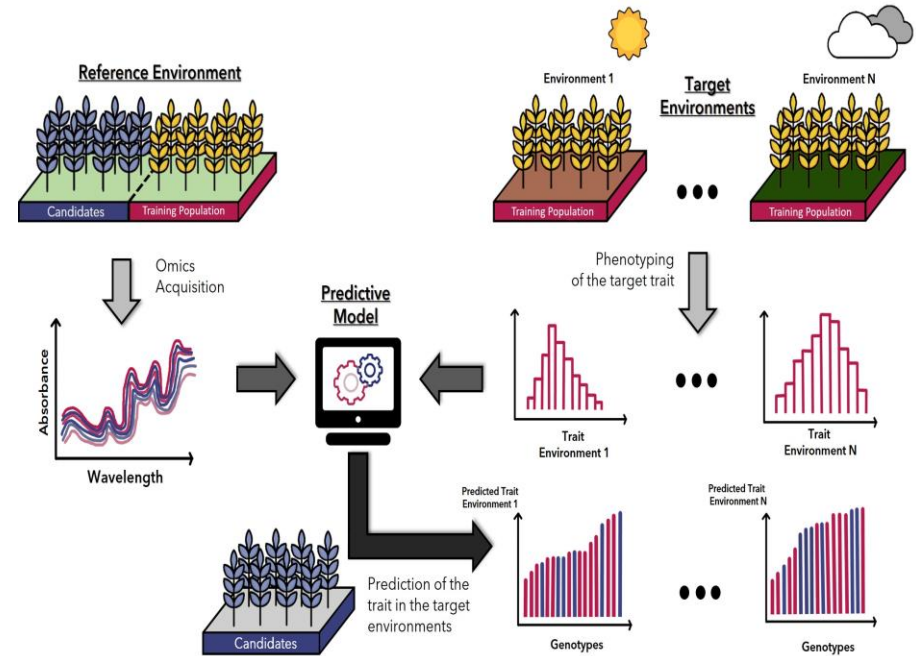 Reference Environment
Candidates
Training Population
Environment 1
Target
Environments
Environment N
Training Population
Training Population
Omics
Acquisition
Phenotyping
of the target trait
Predictive
Model
Absorbance
Wavelength
Trait
Environment 1
Trait
Environment N
Candidates
Prediction of the
trait in the target
environments
Predicted Trait
Environment 1
Genotypes
Predicted Trait
Environment N
Genotypes